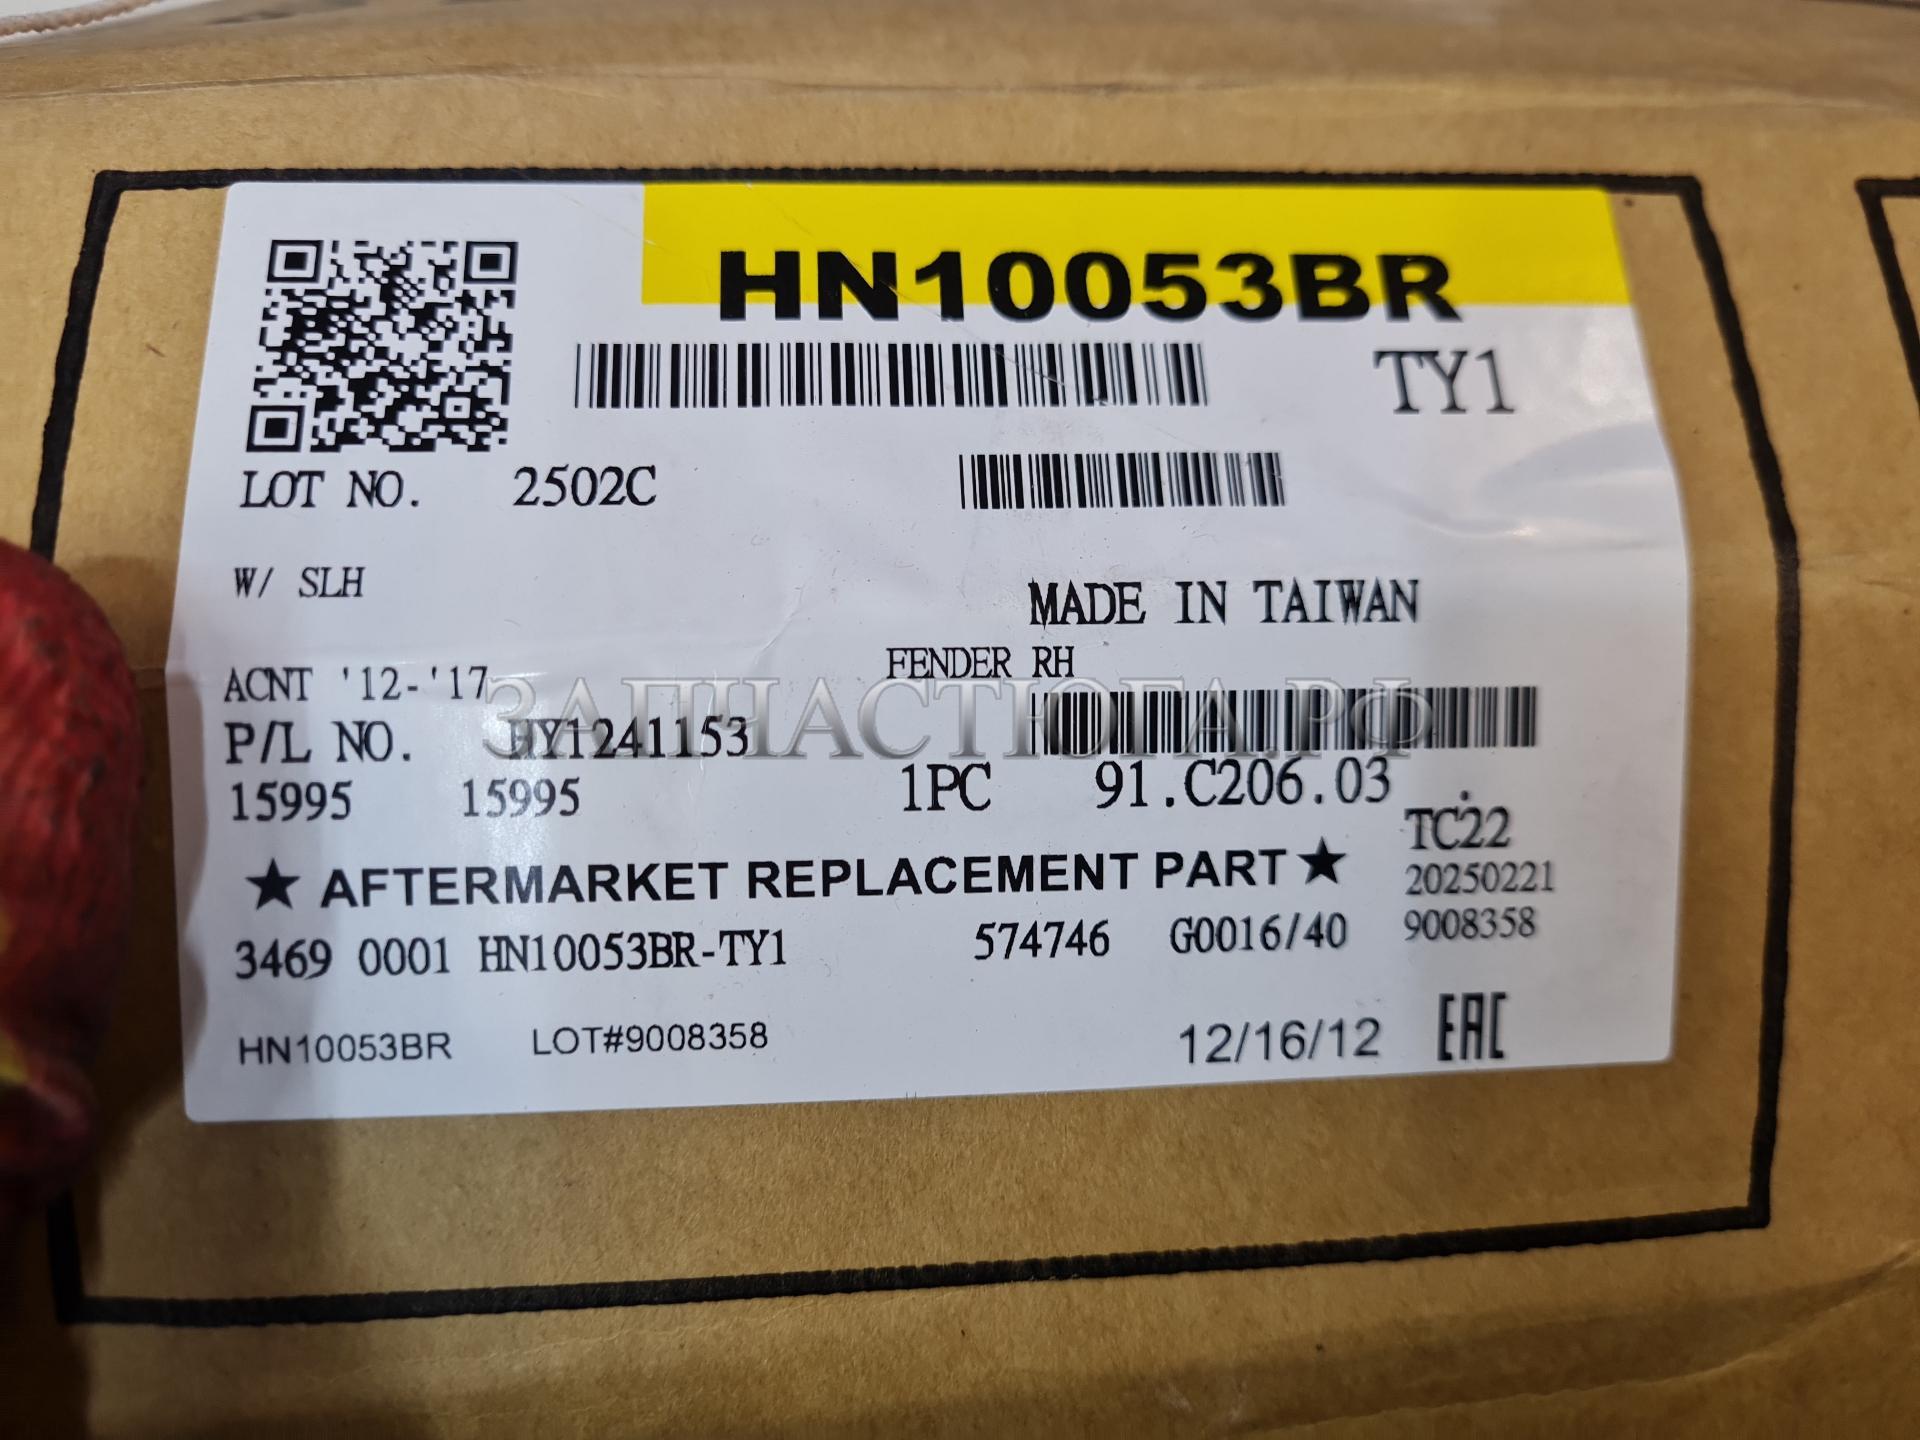 HN10053BR
TY1
LOT NO. 2502C
W/ SLH
MADE IN TAIWAN
FENDER RH
ACNT '12-'17
ЗАПЧАСТЮГА.РФ
P/L NO. HY1241153
15995 15995 1PC 91.C206.03
TC22
★ AFTERMARKET REPLACEMENT PART ★ 20250221
3469 0001 HN10053BR-TY1 574746 G0016/40 9008358
HN10053BR LOT#9008358 12/16/12 EAC